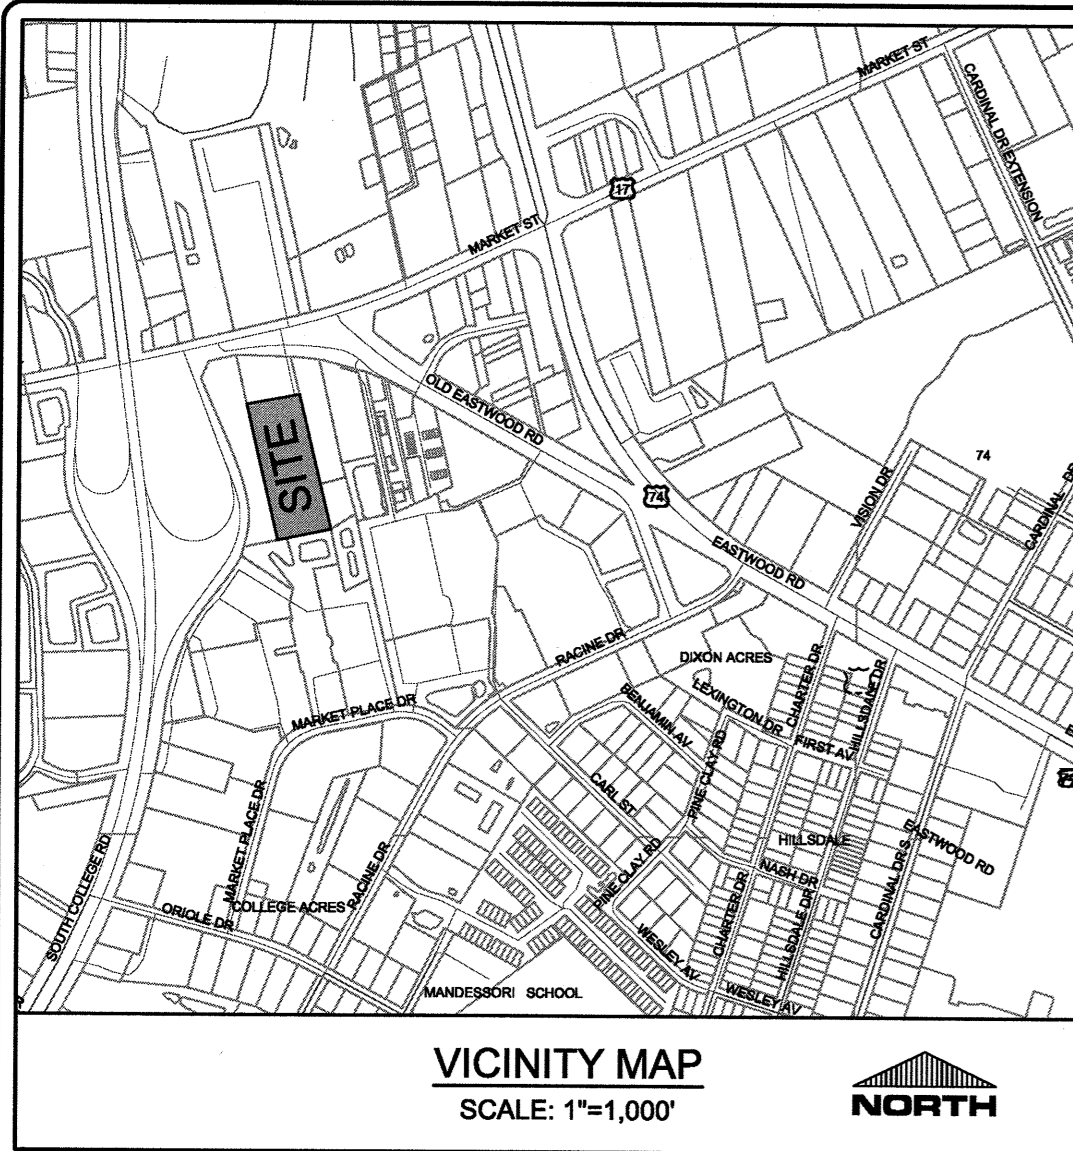 MARKET ST
CARDINAL DR EXTENSION
17
MARKET ST
OLD EASTWOOD RD
SITE
74
VISION DR
74
CARDINAL DR
EASTWOOD RD
RACINE DR
DIXON ACRES
CHARTER DR
HILLSDALE DR
LEXINGTON DR
BENJAMIN AV
MARKET PLACE DR
FIRST AV
PINE CLAY RD
CARL ST
MARKET PLACE DR
HILLSDALE
EASTWOOD RD
SOUTH COLLEGE RD
RACINE DR
PINE CLAY RD
NASH DR
CARDINAL DR S
COLLEGE ACRES
ORIOLE DR
CHARTER DR
HILLSDALE DR
WESLEY AV
MANDESSORI SCHOOL
WESLEY AV
VICINITY MAP
SCALE: 1"=1,000'
NORTH